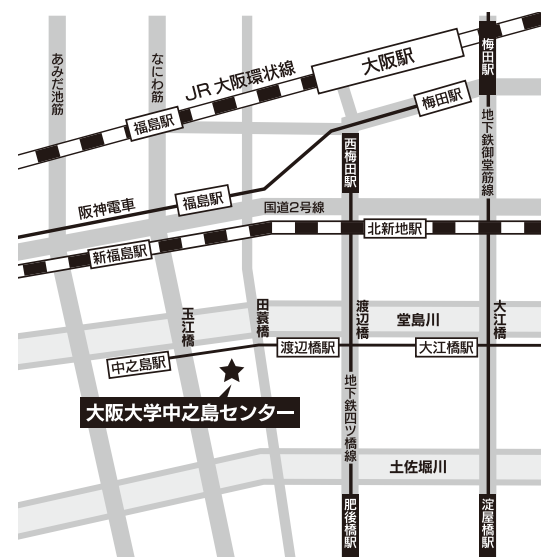 あみだ池筋
なにわ筋
JR大阪環状線
大阪駅
梅田駅
福島駅
梅田駅
地下鉄御堂筋線
西梅田駅
阪神電車
福島駅
国道2号線
新福島駅
北新地駅
玉江橋
田蓑橋
渡辺橋
堂島川
大江橋
中之島駅
渡辺橋駅
大江橋駅
大阪大学中之島センター
地下鉄四ツ橋線
土佐堀川
肥後橋駅
淀屋橋駅